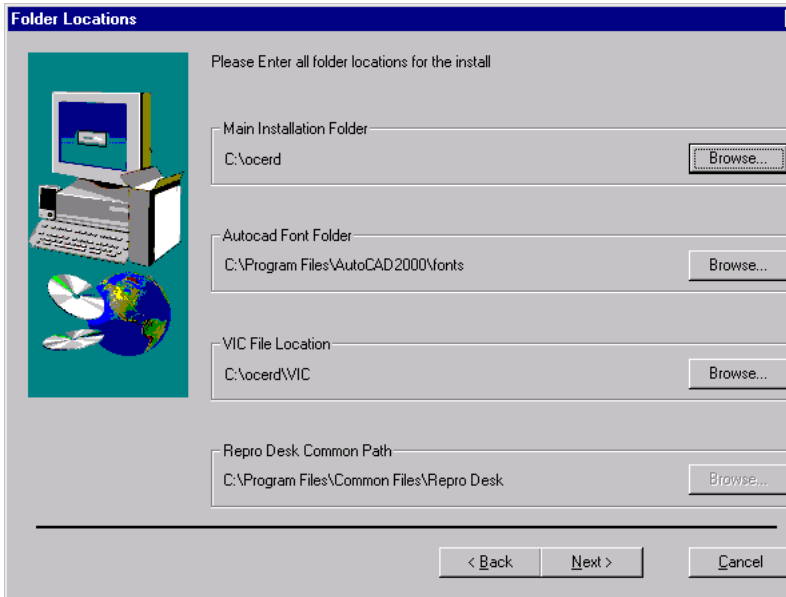 Folder Locations
Please Enter all folder locations for the install
Main Installation Folder
C:\ocerd
Browse...
Autocad Font Folder
C:\Program Files\AutoCAD2000\fonts
Browse...
VIC File Location
C:\ocerd\VIC
Browse...
Repro Desk Common Path
C:\Program Files\Common Files\Repro Desk
Browse...
< Back Next > Cancel